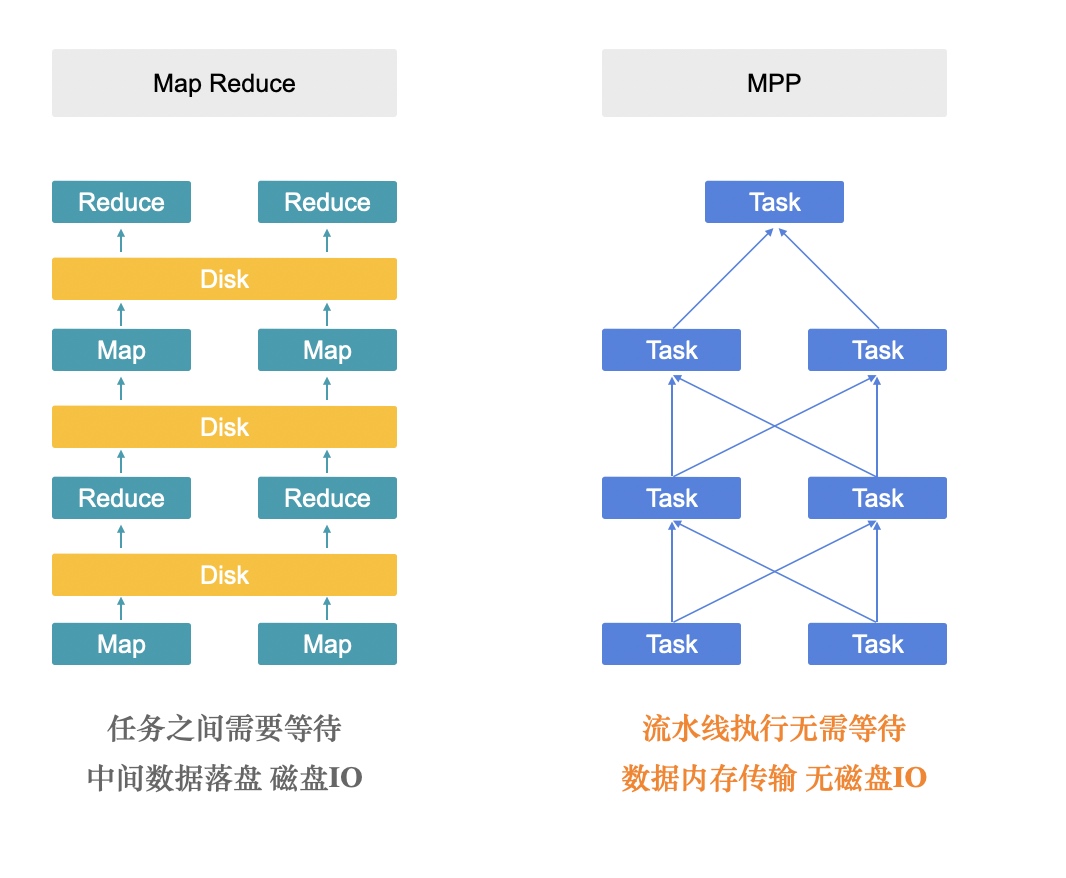 Map Reduce
Reduce Reduce
Disk
Map Map
Disk
Reduce Reduce
Disk
Map Map
任务之间需要等待
中间数据落盘 磁盘IO
MPP
Task
Task Task
Task Task
Task Task
流水线执行无需等待
数据内存传输 无磁盘IO